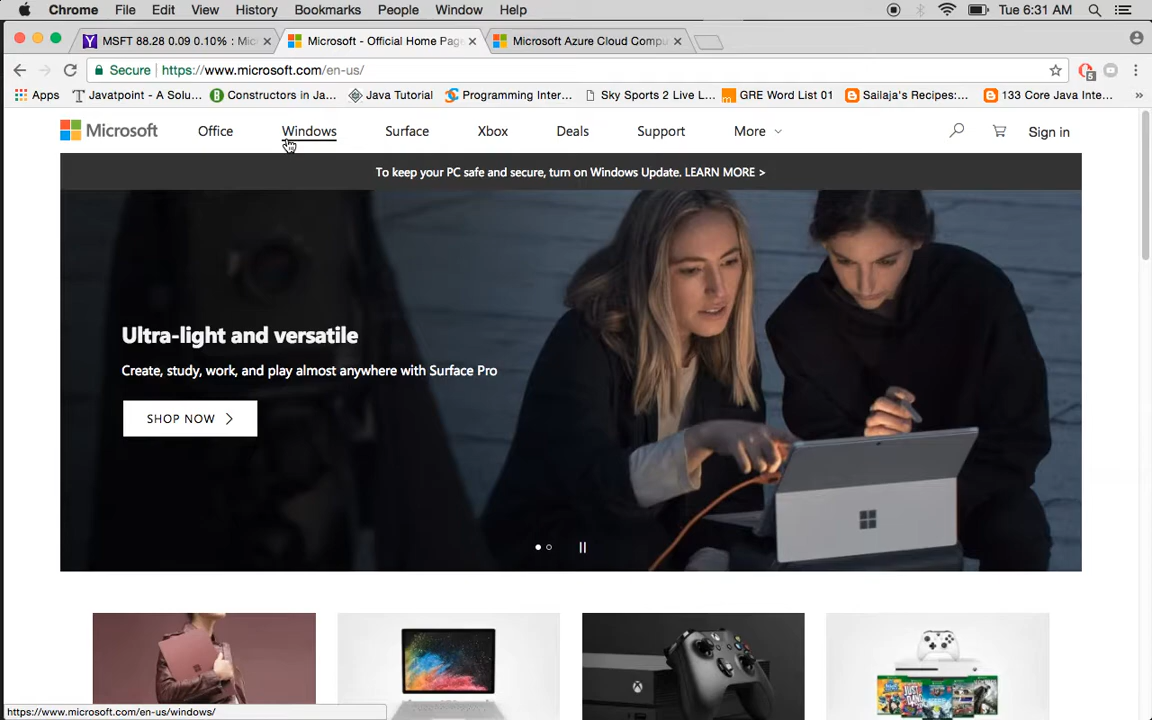 Chrome File Edit View History Bookmarks People Window Help Tue 6:31 AM
MSFT 88.28 0.09 0.10% : Mic Microsoft - Official Home Page Microsoft Azure Cloud Compu
Secure https://www.microsoft.com/en-us/ 5
Apps Javatpoint - A Solu... Constructors in Ja... Java Tutorial Programming Inter... Sky Sports 2 Live L... GRE Word List 01 Sailaja's Recipes:... 133 Core Java Inte... »
Microsoft Office Windows Surface Xbox Deals Support More Sign in
To keep your PC safe and secure, turn on Windows Update. LEARN MORE >
Ultra-light and versatile
Create, study, work, and play almost anywhere with Surface Pro
SHOP NOW
JUST DANCE
https://www.microsoft.com/en-us/windows/